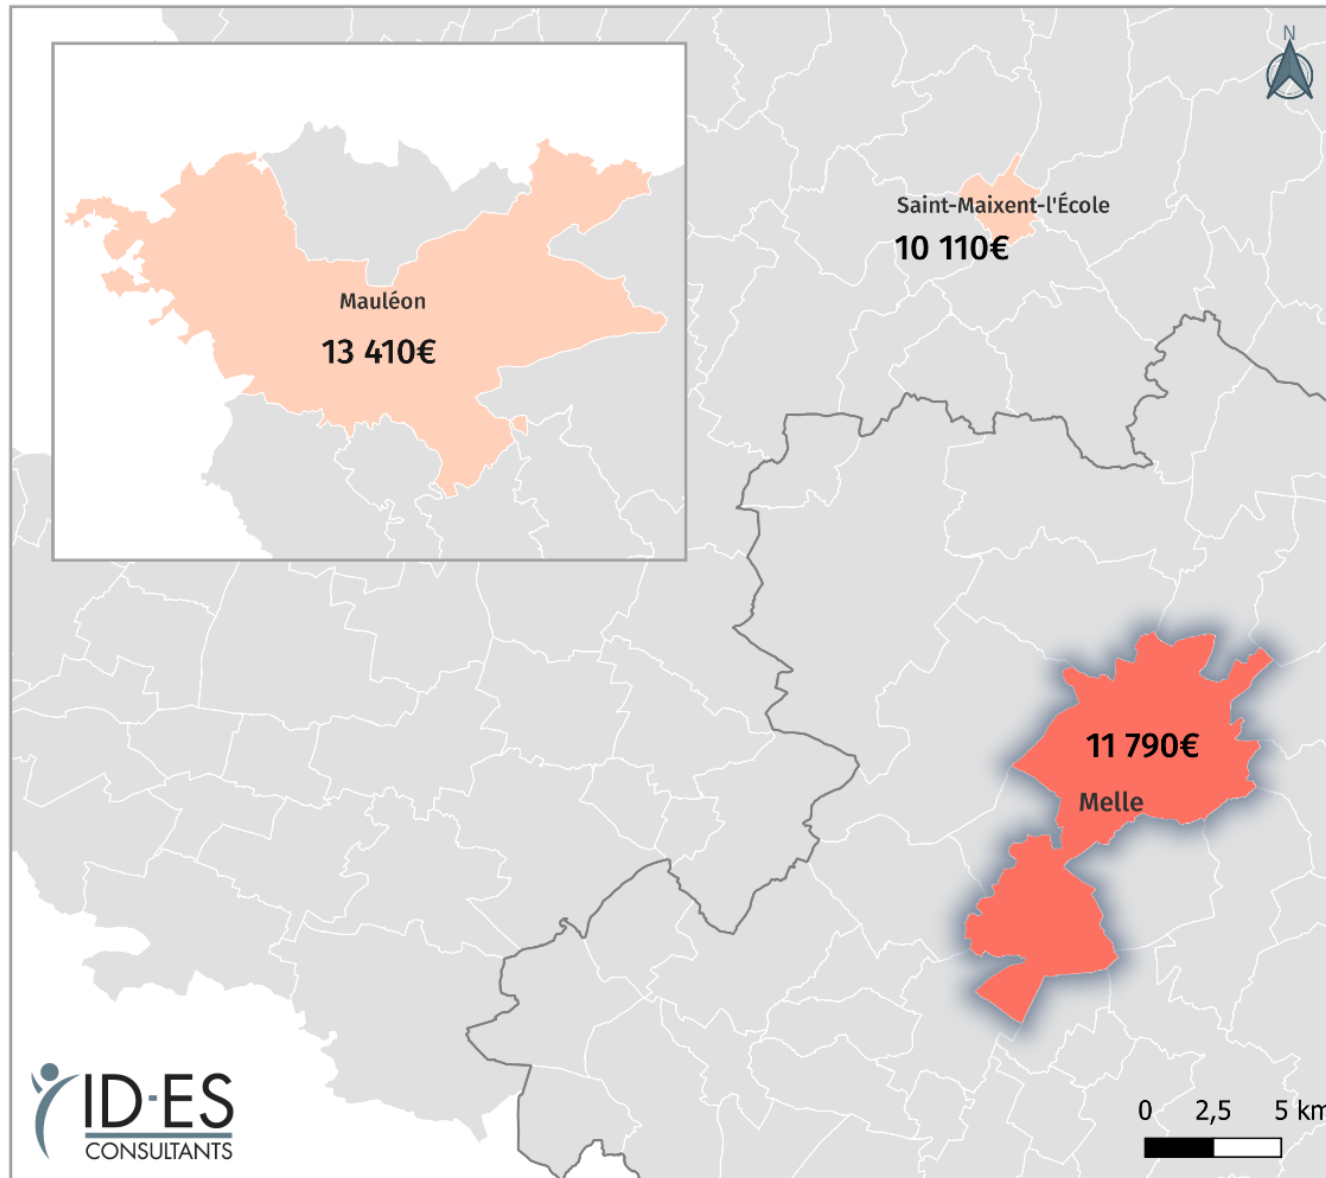 N
Saint-Maixent-l'École
10 110€
Mauléon
13 410€
11 790€
Melle
ID-ES
CONSULTANTS
0 2,5 5 km